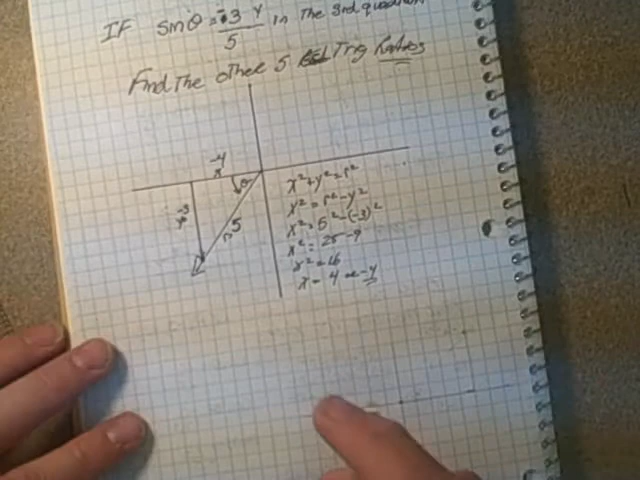 IF sinθ = -3 y in the 3rd quadrant
5
Find The other 5 Trig Ratios
-4
x
θ
-3
y
5
r
x²+y²=r²
x²=r²-y²
x²=5²-(-3)²
x²=25-9
x²=16
x=4 or -4